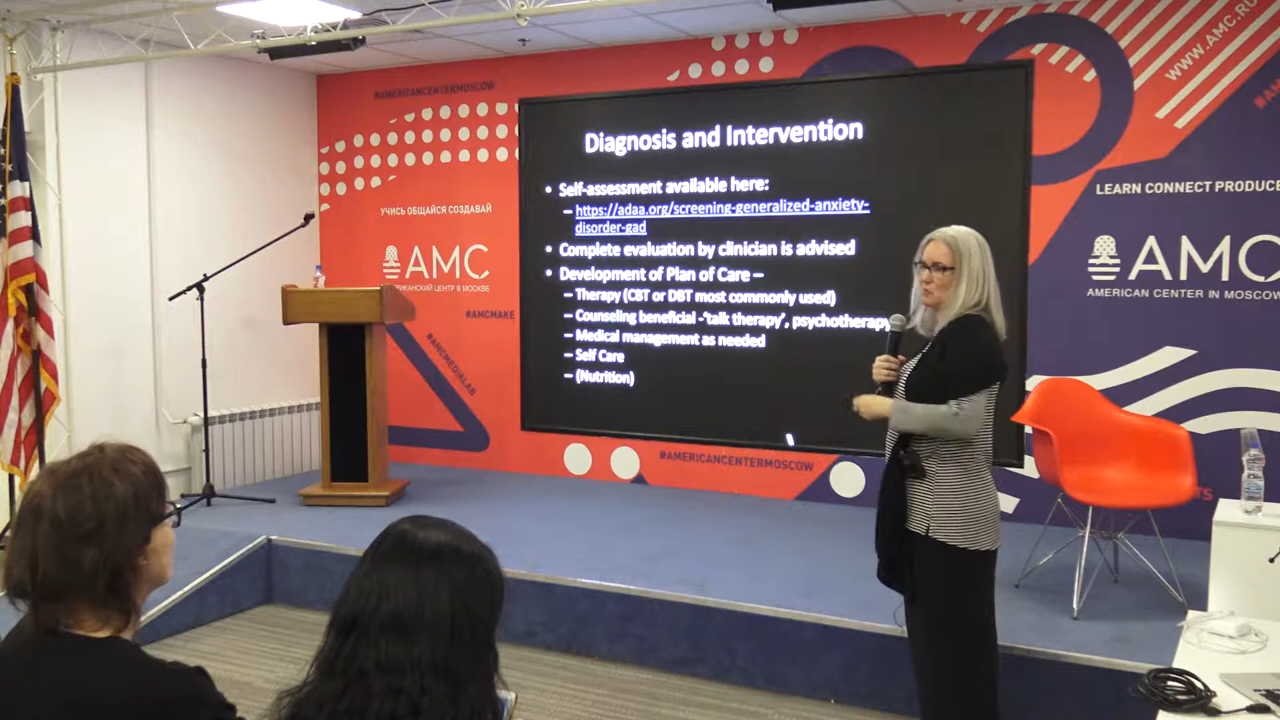 #AMERICANCENTERMOSCOW
WWW.AMC.RU
Diagnosis and Intervention
• Self-assessment available here:
– https://adaa.org/screening-generalized-anxiety-
disorder-gad
• Complete evaluation by clinician is advised
• Development of Plan of Care –
– Therapy (CBT or DBT most commonly used)
– Counseling beneficial -"talk therapy', psychotherapy
– Medical management as needed
– Self Care
– (Nutrition)
УЧИСЬ ОБЩАЙСЯ СОЗДАВАЙ
AMC
ЦЕНТР В МОСКВЕ
#AMCMAKE
#AMCMEDIALAB
#AMERICANCENTERMOSCOW
LEARN CONNECT PRODUCE
AMC
AMERICAN CENTER IN MOSCOW